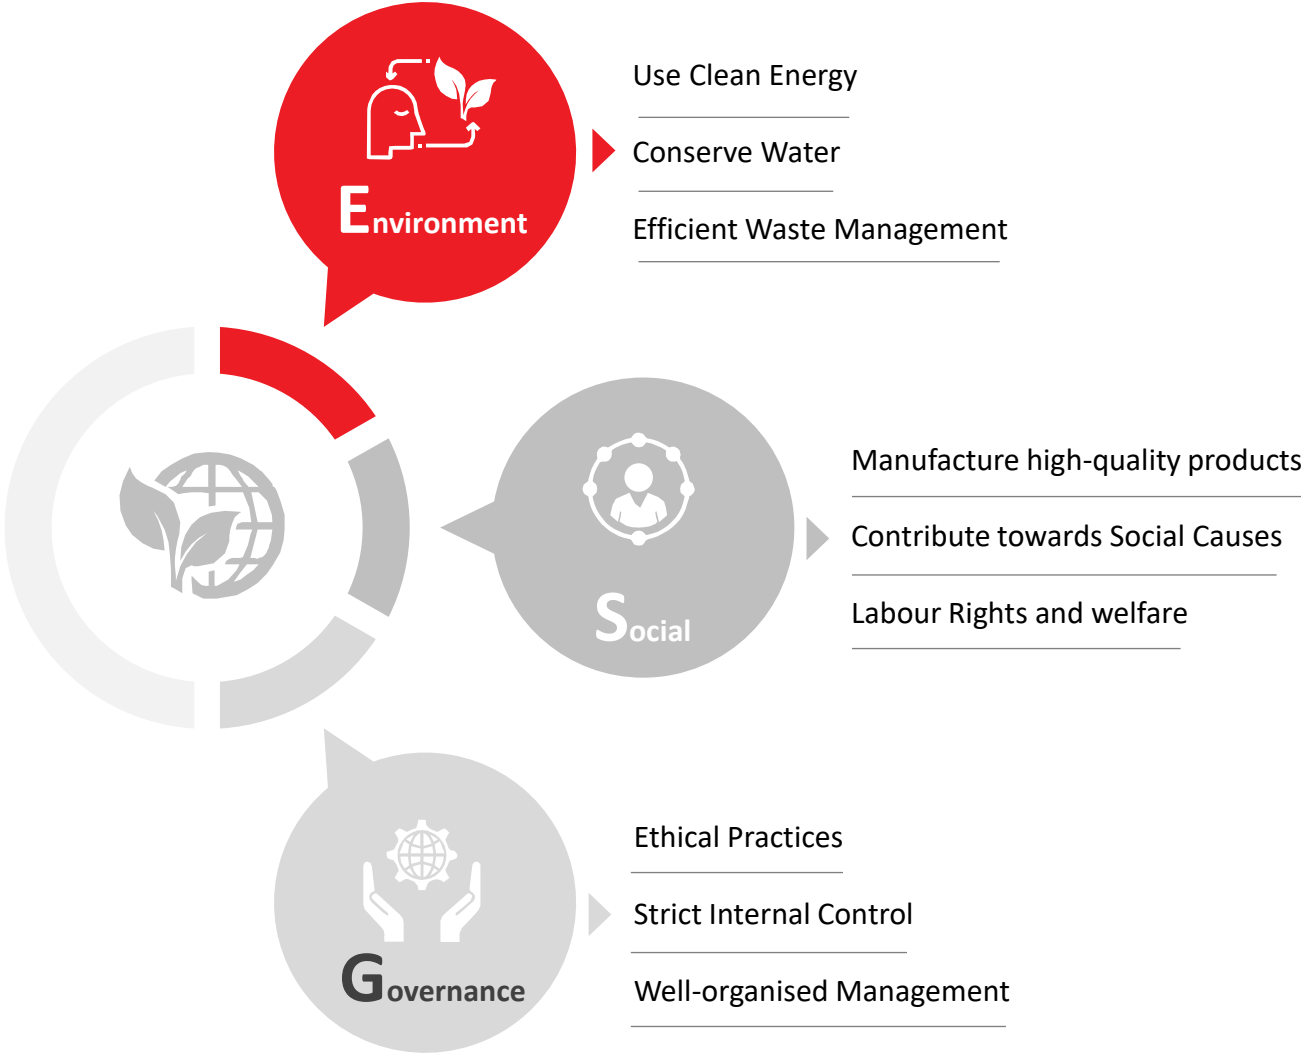 Environment
Use Clean Energy
Conserve Water
Efficient Waste Management
Social
Manufacture high-quality products
Contribute towards Social Causes
Labour Rights and welfare
Governance
Ethical Practices
Strict Internal Control
Well-organised Management